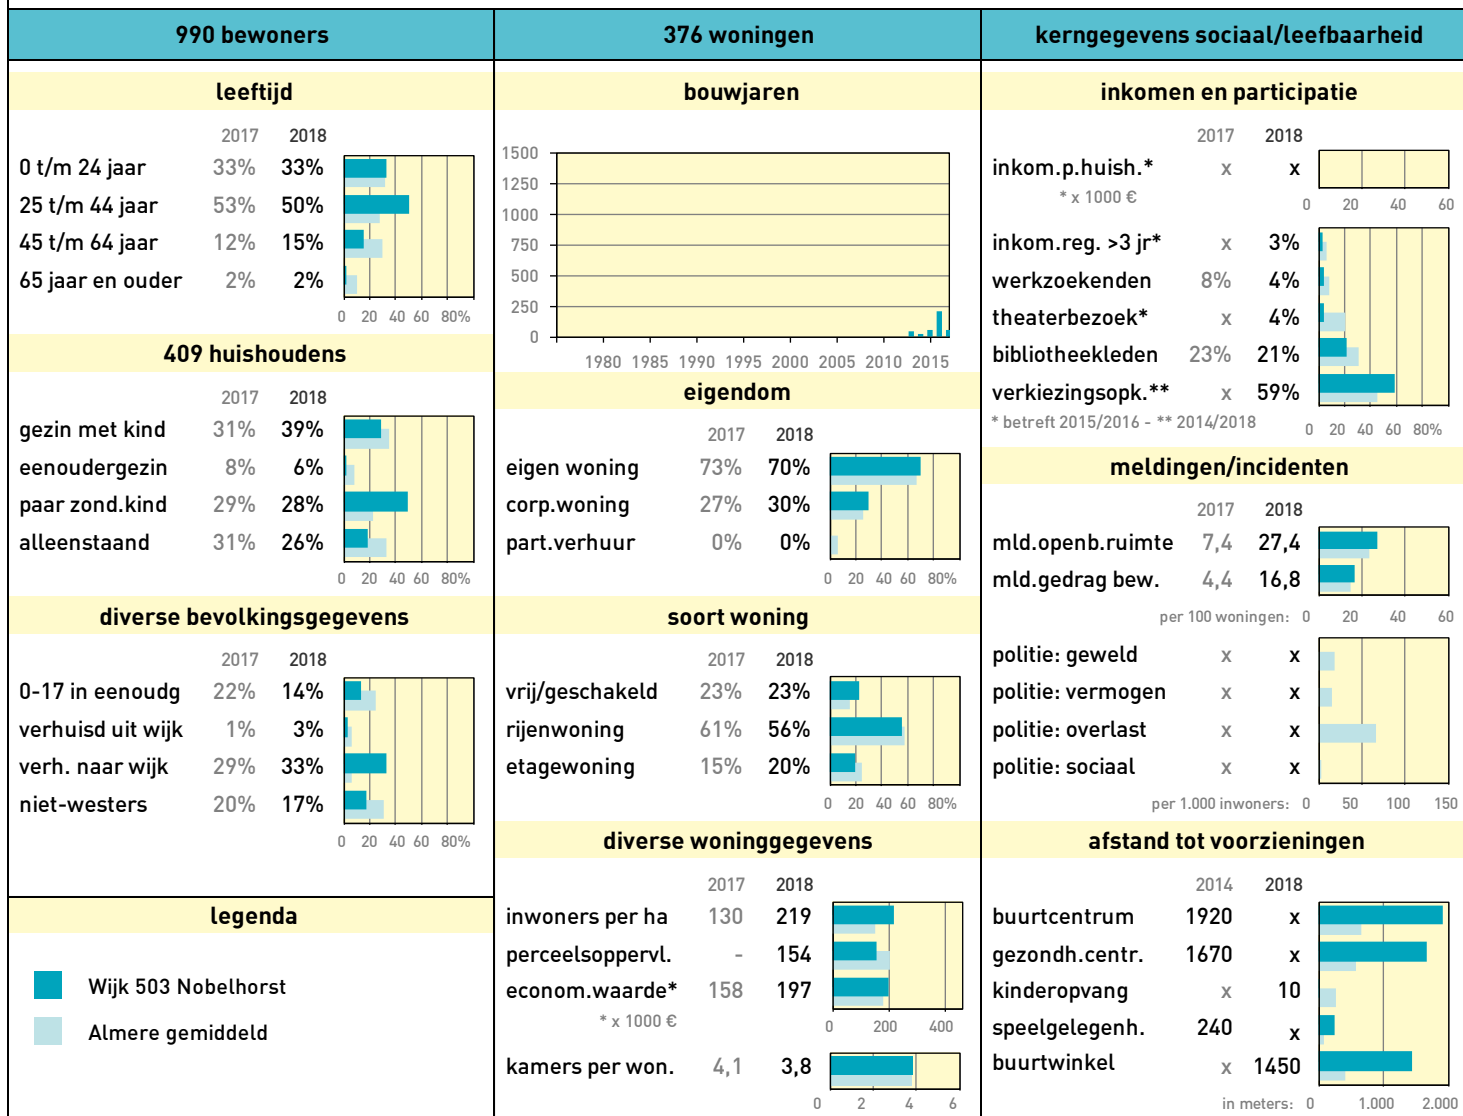 990 bewoners
leeftijd
2017 2018
0 t/m 24 jaar 33% 33%
25 t/m 44 jaar 53% 50%
45 t/m 64 jaar 12% 15%
65 jaar en ouder 2% 2%
0 20 40 60 80%
409 huishoudens
2017 2018
gezin met kind 31% 39%
eenoudergezin 8% 6%
paar zond.kind 29% 28%
alleenstaand 31% 26%
0 20 40 60 80%
diverse bevolkingsgegevens
2017 2018
0-17 in eenoudg 22% 14%
verhuisd uit wijk 1% 3%
verh. naar wijk 29% 33%
niet-westers 20% 17%
0 20 40 60 80%
legenda
Wijk 503 Nobelhorst
Almere gemiddeld
376 woningen
bouwjaren
1500
1250
1000
750
500
250
0
1980 1985 1990 1995 2000 2005 2010 2015
eigendom
2017 2018
eigen woning 73% 70%
corp.woning 27% 30%
part.verhuur 0% 0%
0 20 40 60 80%
soort woning
2017 2018
vrij/geschakeld 23% 23%
rijenwoning 61% 56%
etagewoning 15% 20%
0 20 40 60 80%
diverse woninggegevens
2017 2018
inwoners per ha 130 219
perceelsoppervl. - 154
econom.waarde* 158 197
* x 1000 €
0 200 400
kamers per won. 4,1 3,8
0 2 4 6
kerngegevens sociaal/leefbaarheid
inkomen en participatie
2017 2018
inkom.p.huish.* x x
* x 1000 €
0 20 40 60
inkom.reg. >3 jr* x 3%
werkzoekenden 8% 4%
theaterbezoek* x 4%
bibliotheekleden 23% 21%
verkiezingsopk.** x 59%
* betreft 2015/2016 - ** 2014/2018
0 20 40 60 80%
meldingen/incidenten
2017 2018
mld.openb.ruimte 7,4 27,4
mld.gedrag bew. 4,4 16,8
per 100 woningen: 0 20 40 60
politie: geweld x x
politie: vermogen x x
politie: overlast x x
politie: sociaal x x
per 1.000 inwoners: 0 50 100 150
afstand tot voorzieningen
2014 2018
buurtcentrum 1920 x
gezondh.centr. 1670 x
kinderopvang x 10
speelgelegenh. 240 x
buurtwinkel x 1450
in meters: 0 1.000 2.000